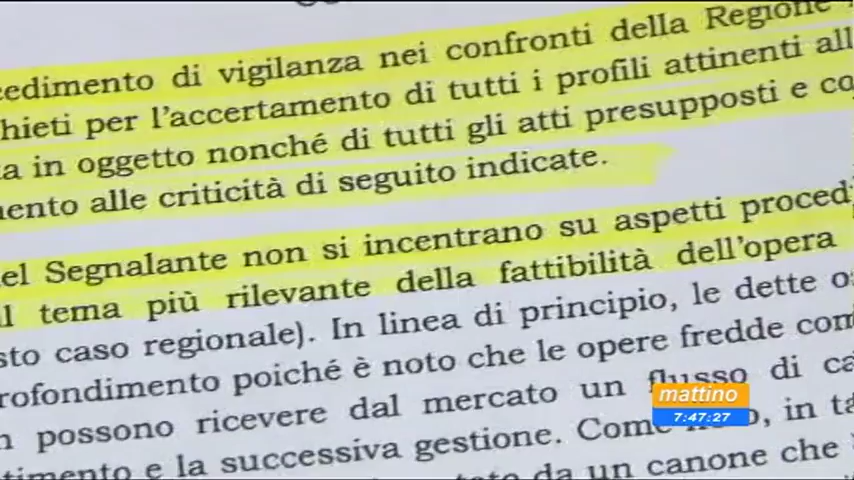 cedimento di vigilanza nei confronti della Regione
hieti per l'accertamento di tutti i profili attinenti all
a in oggetto nonché di tutti gli atti presupposti e co
ento alle criticità di seguito indicate.
el Segnalante non si incentrano su aspetti proced
l tema più rilevante della fattibilità dell'opera
sto caso regionale). In linea di principio, le dette o
rofondimento poiché è noto che le opere fredde com
n possono ricevere dal mercato un flusso di ca
timento e la successiva gestione. Come, in ta
da un canone che
mattino
7:47:27